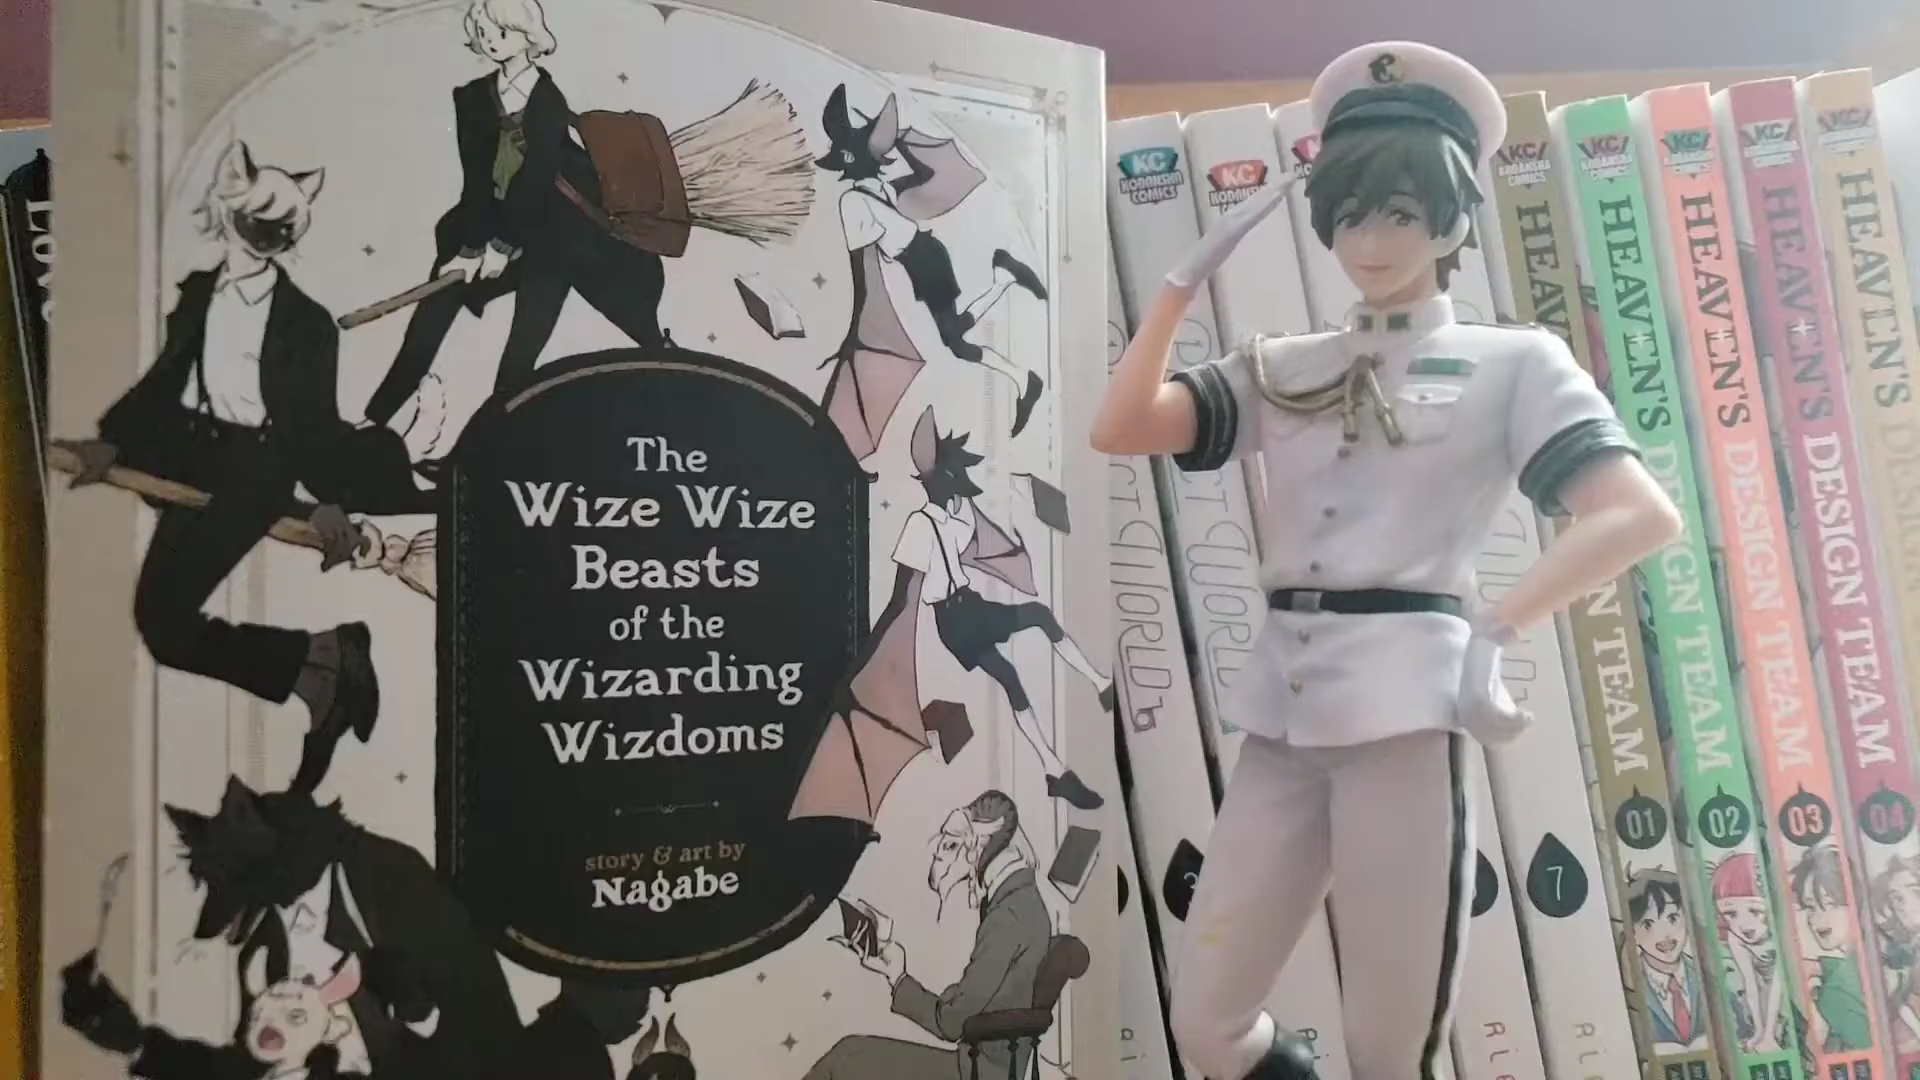 The
Wize Wize
Beasts
of the
Wizarding
Wizdoms
story & art by
Nagabe
KC
KODANSHA
COMICS
KC
KODANSHA
3
7
KC
KODANSHA
COMICS
HEAVEN'S DESIGN TEAM
01
KC
KODANSHA
COMICS
HEAVEN'S DESIGN TEAM
02
KC
KODANSHA
COMICS
HEAVEN'S DESIGN TEAM
03
KC
KODANSHA
COMICS
HEAVEN'S DESIGN TEAM
04
KC
KODANSHA
COMICS
HEAVEN'S DESIGN